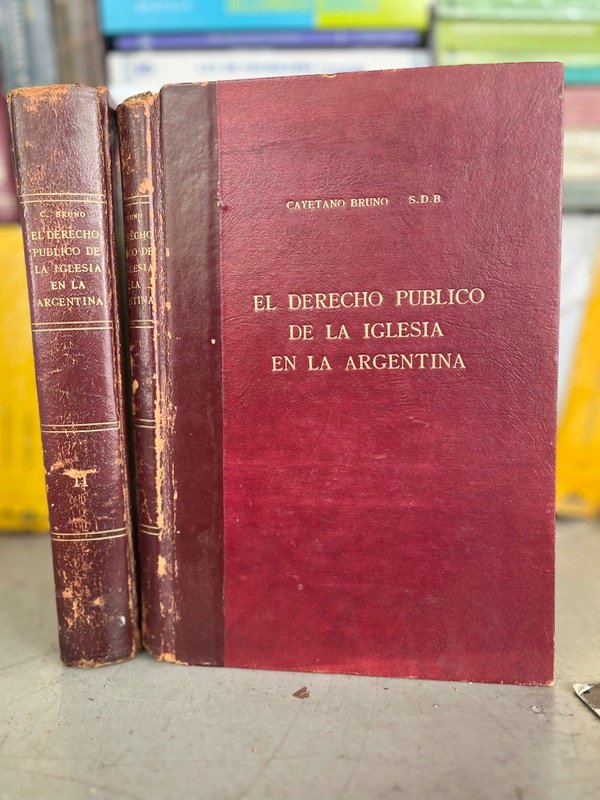 C. BRUNO
EL DERECHO
PUBLICO DE
LA IGLESIA
EN LA
ARGENTINA
II
CAYETANO BRUNO S.D.B.
EL DERECHO PUBLICO
DE LA IGLESIA
EN LA ARGENTINA